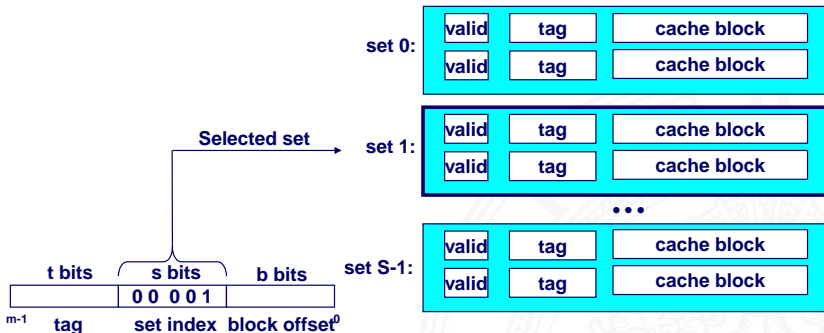 valid tag cache block
set 0:
valid tag cache block
Selected set
valid tag cache block
set 1:
valid tag cache block
• • •
valid tag cache block
t bits s bits b bits set S-1:
valid tag cache block
0 0 0 0 1
m-1 tag set index block offset 0